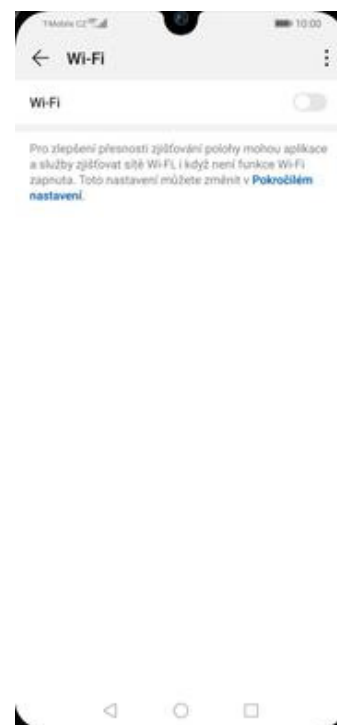 T-Mobile CZ
10:00
Wi-Fi
Wi-Fi
Pro zlepšení přesnosti zjišťování polohy mohou aplikace
a služby zjišťovat sítě Wi-Fi, i když není funkce Wi-Fi
zapnuta. Toto nastavení můžete změnit v Pokročilém
nastavení.